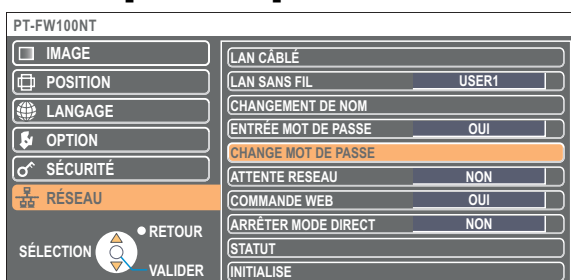 PT-FW100NT
IMAGE
POSITION
LANGAGE
OPTION
SÉCURITÉ
RÉSEAU
SÉLECTION
RETOUR
VALIDER
LAN CÂBLÉ
LAN SANS FIL USER1
CHANGEMENT DE NOM
ENTRÉE MOT DE PASSE OUI
CHANGE MOT DE PASSE
ATTENTE RESEAU NON
COMMANDE WEB OUI
ARRÊTER MODE DIRECT NON
STATUT
INITIALISE